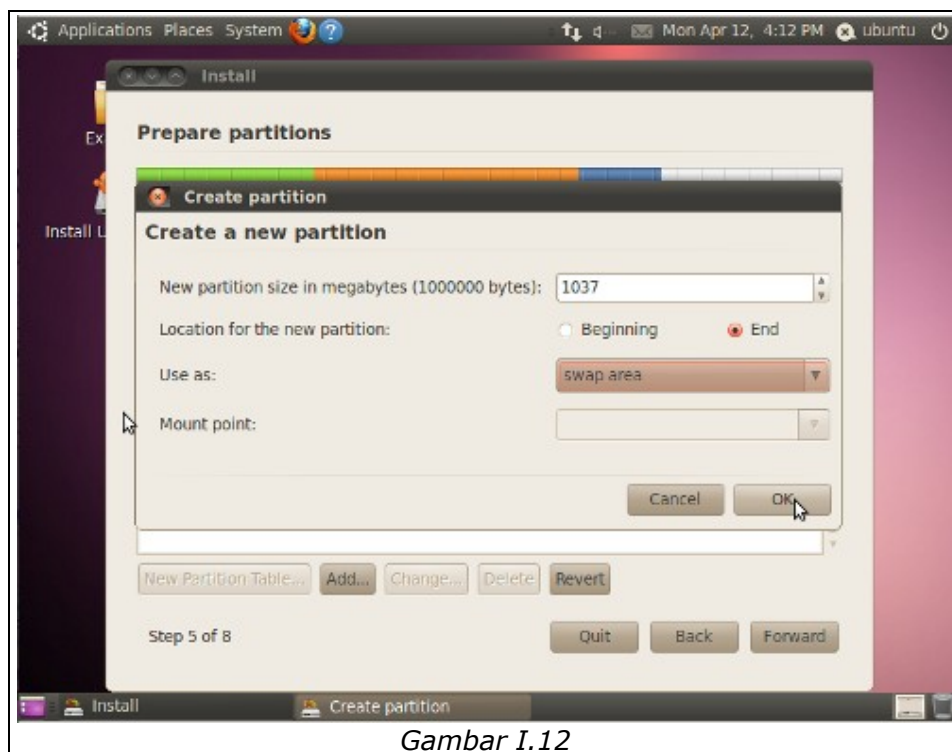 Applications Places System Mon Apr 12, 4:12 PM ubuntu
Install
Prepare partitions
Ex
Create partition
Create a new partition
Install U
New partition size in megabytes (1000000 bytes): 1037
Location for the new partition: Beginning End
Use as: swap area
Mount point:
Cancel OK
New Partition Table... Add... Change... Delete Revert
Step 5 of 8 Quit Back Forward
Install Create partition
Gambar I.12